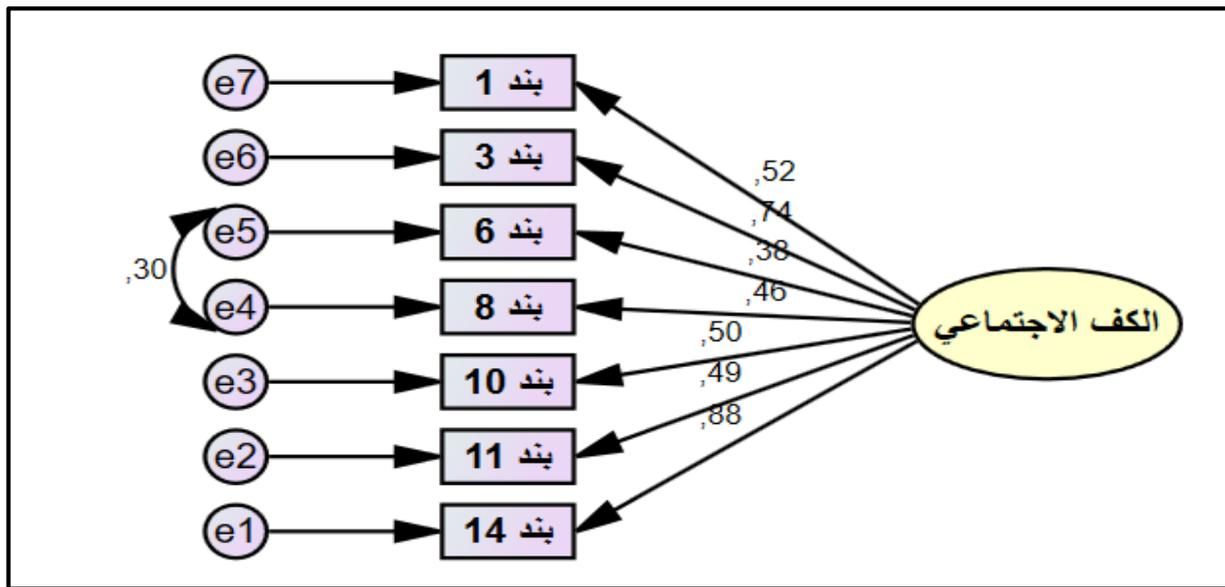 e7
بند 1
e6
بند 3
,52
,74
e5
بند 6
,38
,30
,46
e4
بند 8
الكف الاجتماعي
,50
e3
بند 10
,49
,88
e2
بند 11
e1
بند 14